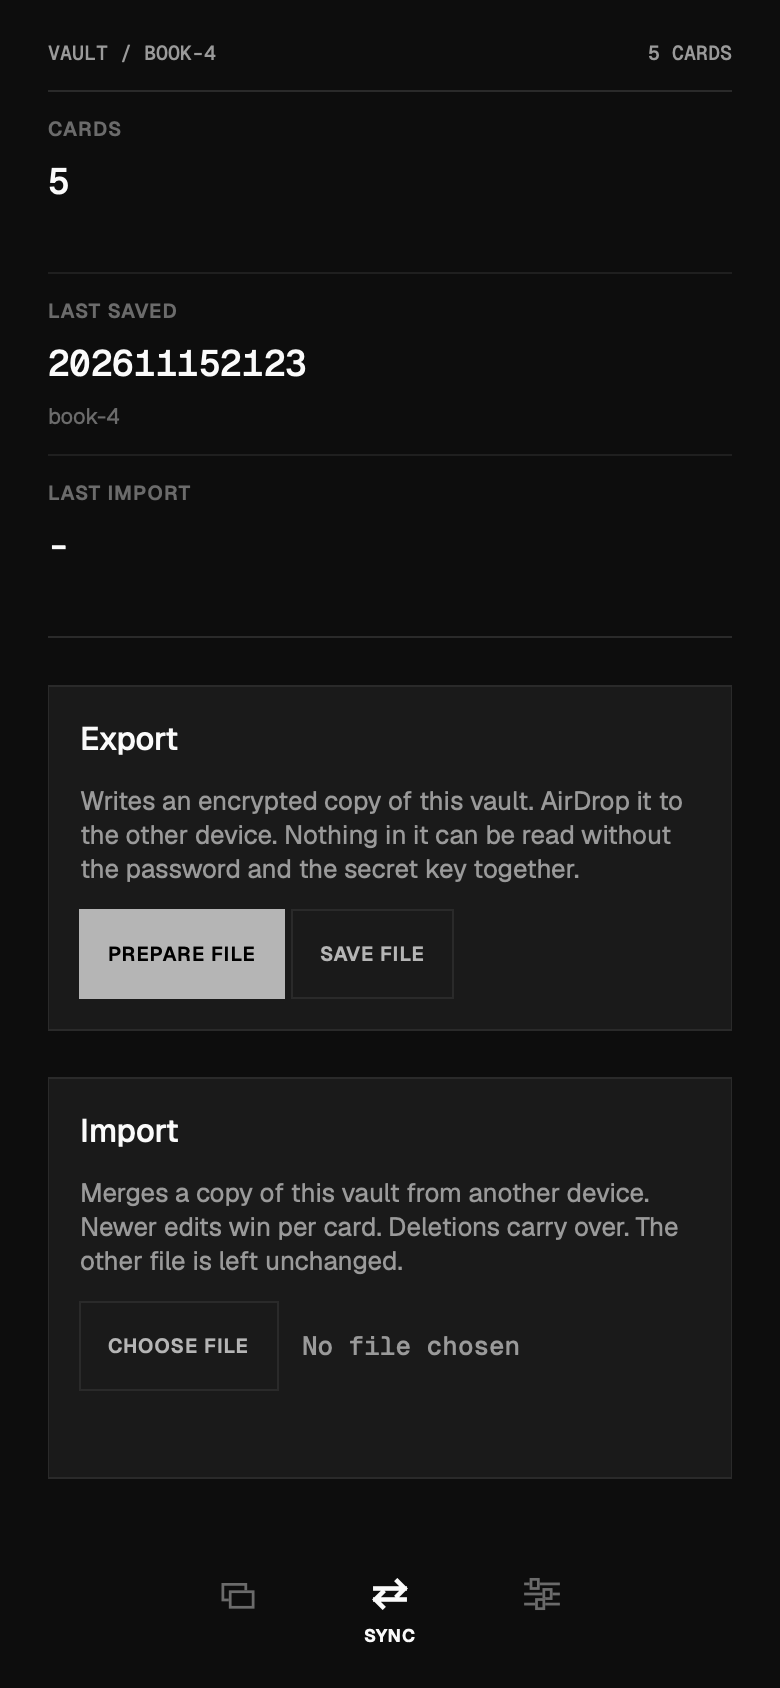 VAULT / BOOK-4
5 CARDS
CARDS
5
LAST SAVED
202611152123
book-4
LAST IMPORT
-
Export
Writes an encrypted copy of this vault. AirDrop it to
the other device. Nothing in it can be read without
the password and the secret key together.
PREPARE FILE
SAVE FILE
Import
Merges a copy of this vault from another device.
Newer edits win per card. Deletions carry over. The
other file is left unchanged.
CHOOSE FILE
No file chosen
SYNC